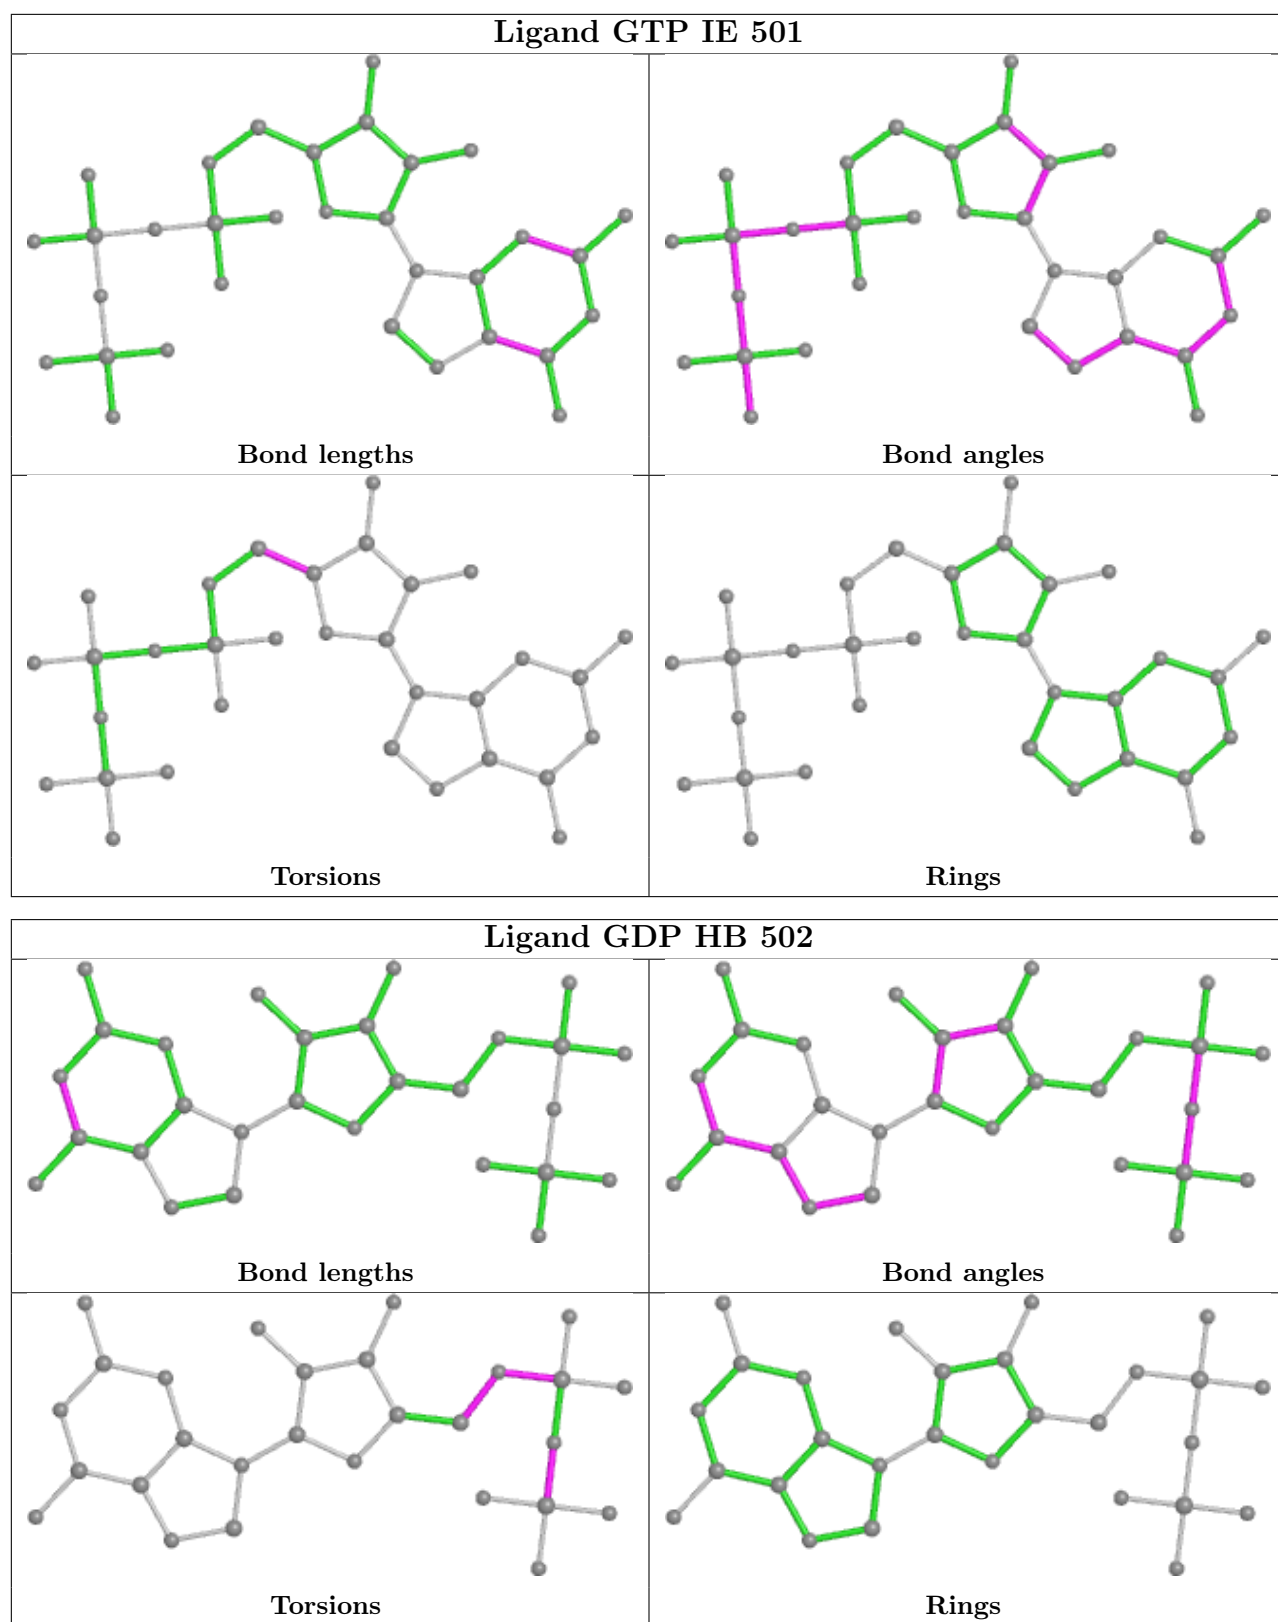 Ligand GTP IE 501
Bond lengths
Bond angles
Torsions
Rings
Ligand GDP HB 502
Bond lengths
Bond angles
Torsions
Rings